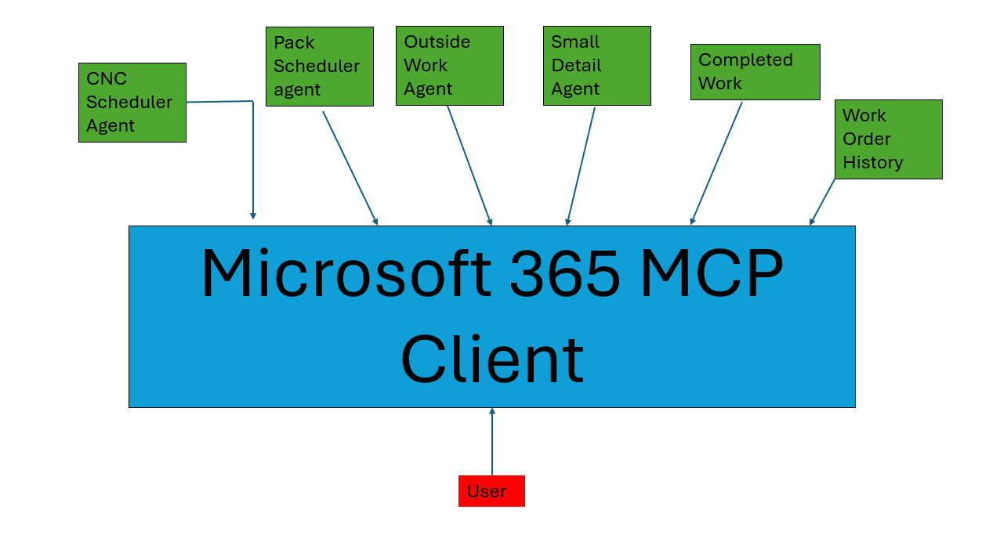 CNC
Scheduler
Agent
Pack
Scheduler
agent
Outside
Work
Agent
Small
Detail
Agent
Completed
Work
Work
Order
History
Microsoft 365 MCP
Client
User